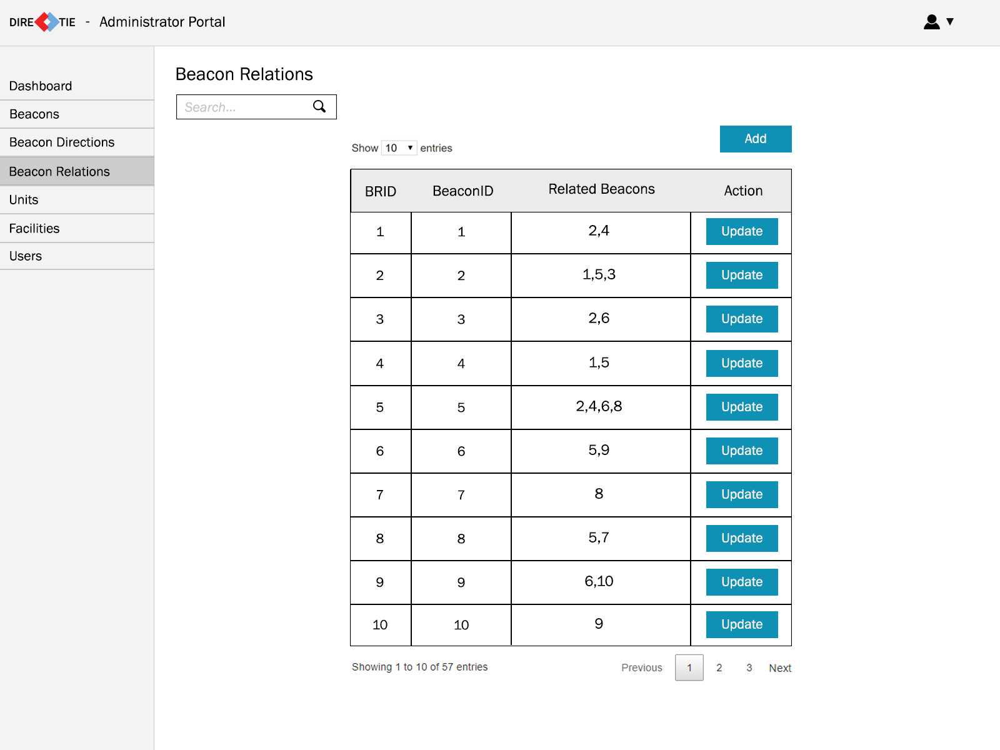 DIRE TIE - Administrator Portal ▼
Dashboard
Beacons
Beacon Directions
Beacon Relations
Units
Facilities
Users
Beacon Relations
Search...
Add
Show 10 ▼ entries
BRID BeaconID Related Beacons Action
1 1 2,4 Update
2 2 1,5,3 Update
3 3 2,6 Update
4 4 1,5 Update
5 5 2,4,6,8 Update
6 6 5,9 Update
7 7 8 Update
8 8 5,7 Update
9 9 6,10 Update
10 10 9 Update
Showing 1 to 10 of 57 entries Previous 1 2 3 Next